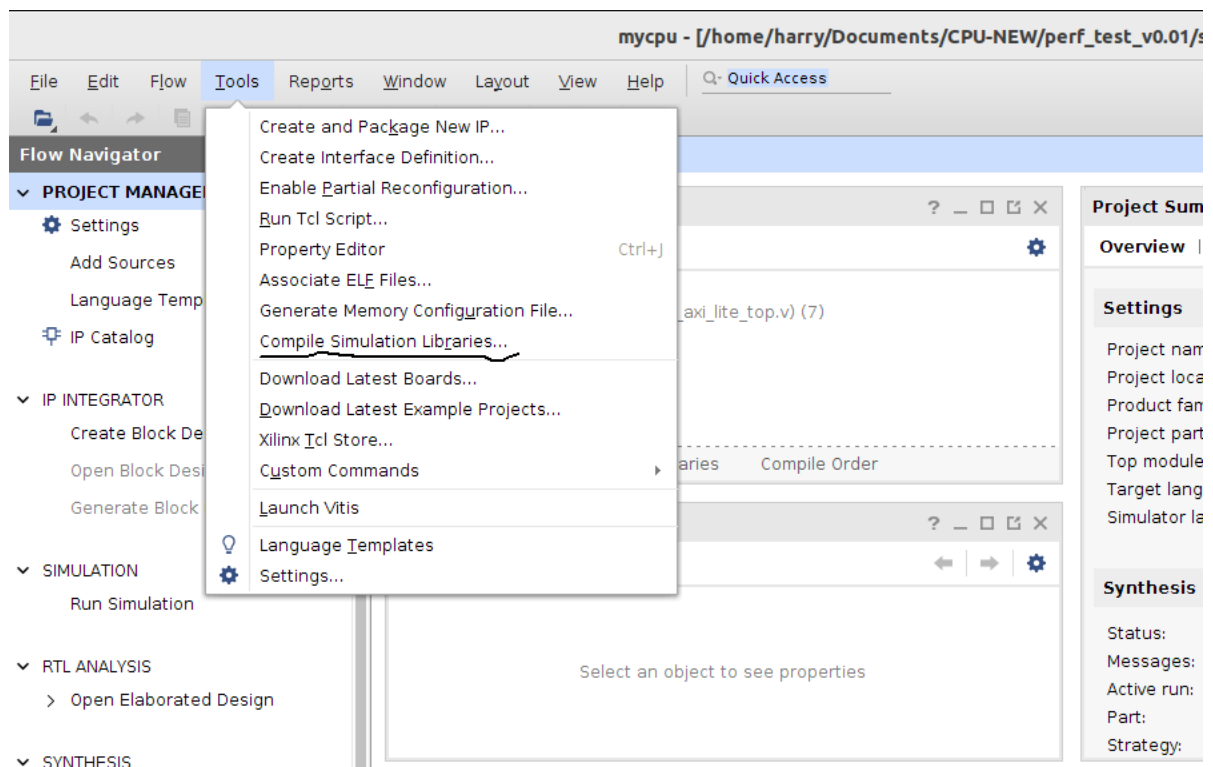 mycpu - [/home/harry/Documents/CPU-NEW/perf_test_v0.01/s
File Edit Flow Tools Reports Window Layout View Help Quick Access
Flow Navigator
PROJECT MANAGE
Settings
Add Sources
Language Temp
IP Catalog
IP INTEGRATOR
Create Block De
Open Block Desi
Generate Block
SIMULATION
Run Simulation
RTL ANALYSIS
Open Elaborated Design
SYNTHESIS
Create and Package New IP...
Create Interface Definition...
Enable Partial Reconfiguration...
Run Tcl Script...
Property Editor Ctrl+J
Associate ELF Files...
Generate Memory Configuration File...
Compile Simulation Libraries...
Download Latest Boards...
Download Latest Example Projects...
Xilinx Tcl Store...
Custom Commands
Launch Vitis
Language Templates
Settings...
? _
_axi_lite_top.v) (7)
aries Compile Order
? _
Select an object to see properties
Project Sum
Overview |
Settings
Project nam
Project loca
Product fam
Project part
Top module
Target lang
Simulator la
Synthesis
Status:
Messages:
Active run:
Part:
Strategy: